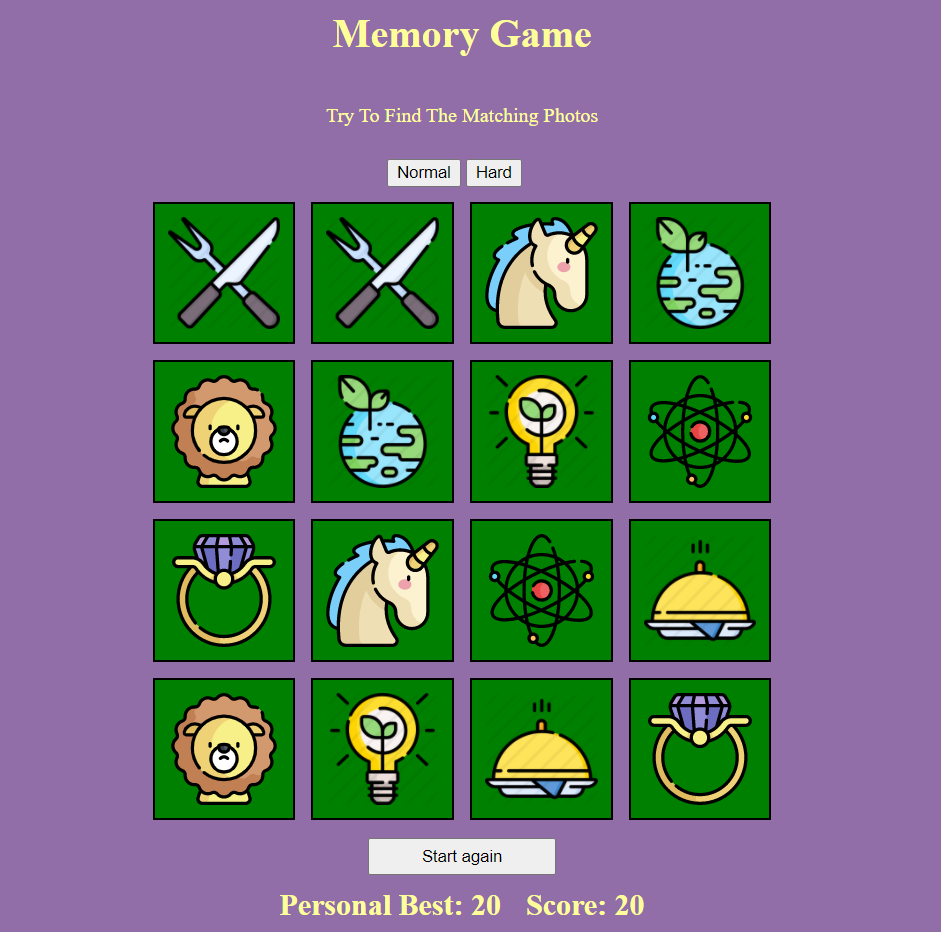 Memory Game
Try To Find The Matching Photos
Normal Hard
Start again
Personal Best: 20 Score: 20